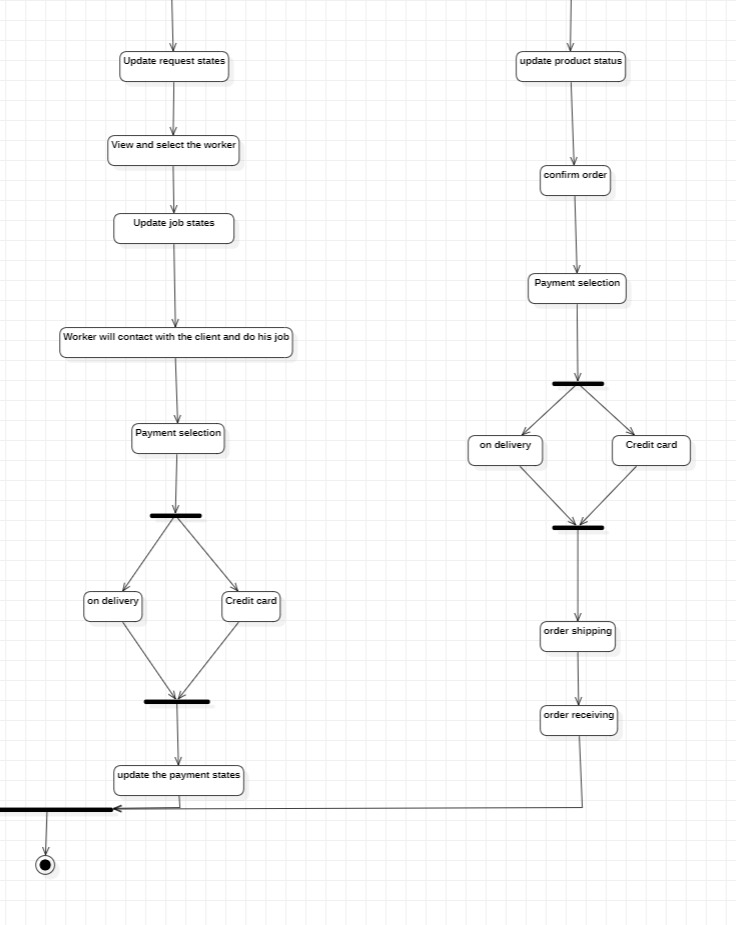 Update request states
View and select the worker
Update job states
Worker will contact with the client and do his job
Payment selection
on delivery
Credit card
update the payment states
update product status
confirm order
Payment selection
on delivery
Credit card
order shipping
order receiving